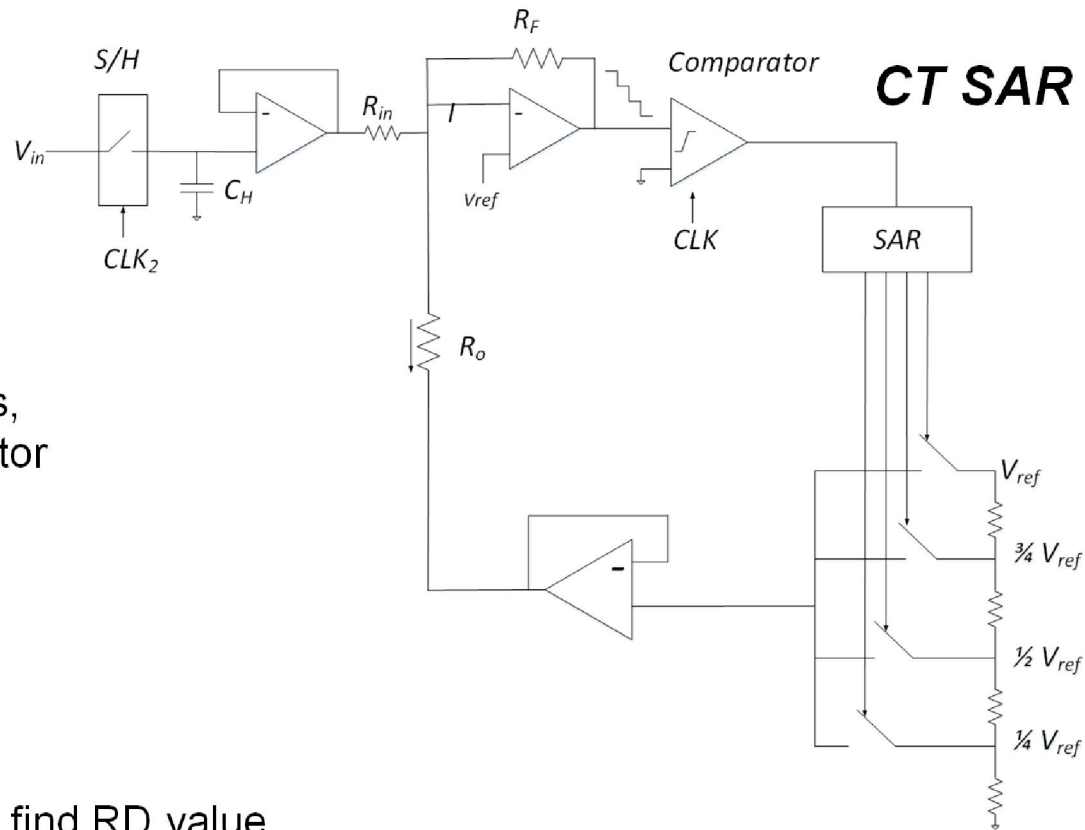 CT SAR
S/H
V_in
CLK_2
C_H
-
R_in
R_F
I
-
Vref
Comparator
CLK
SAR
R_o
s,
tor
-
V_ref
¾ V_ref
½ V_ref
¼ V_ref
find RD value